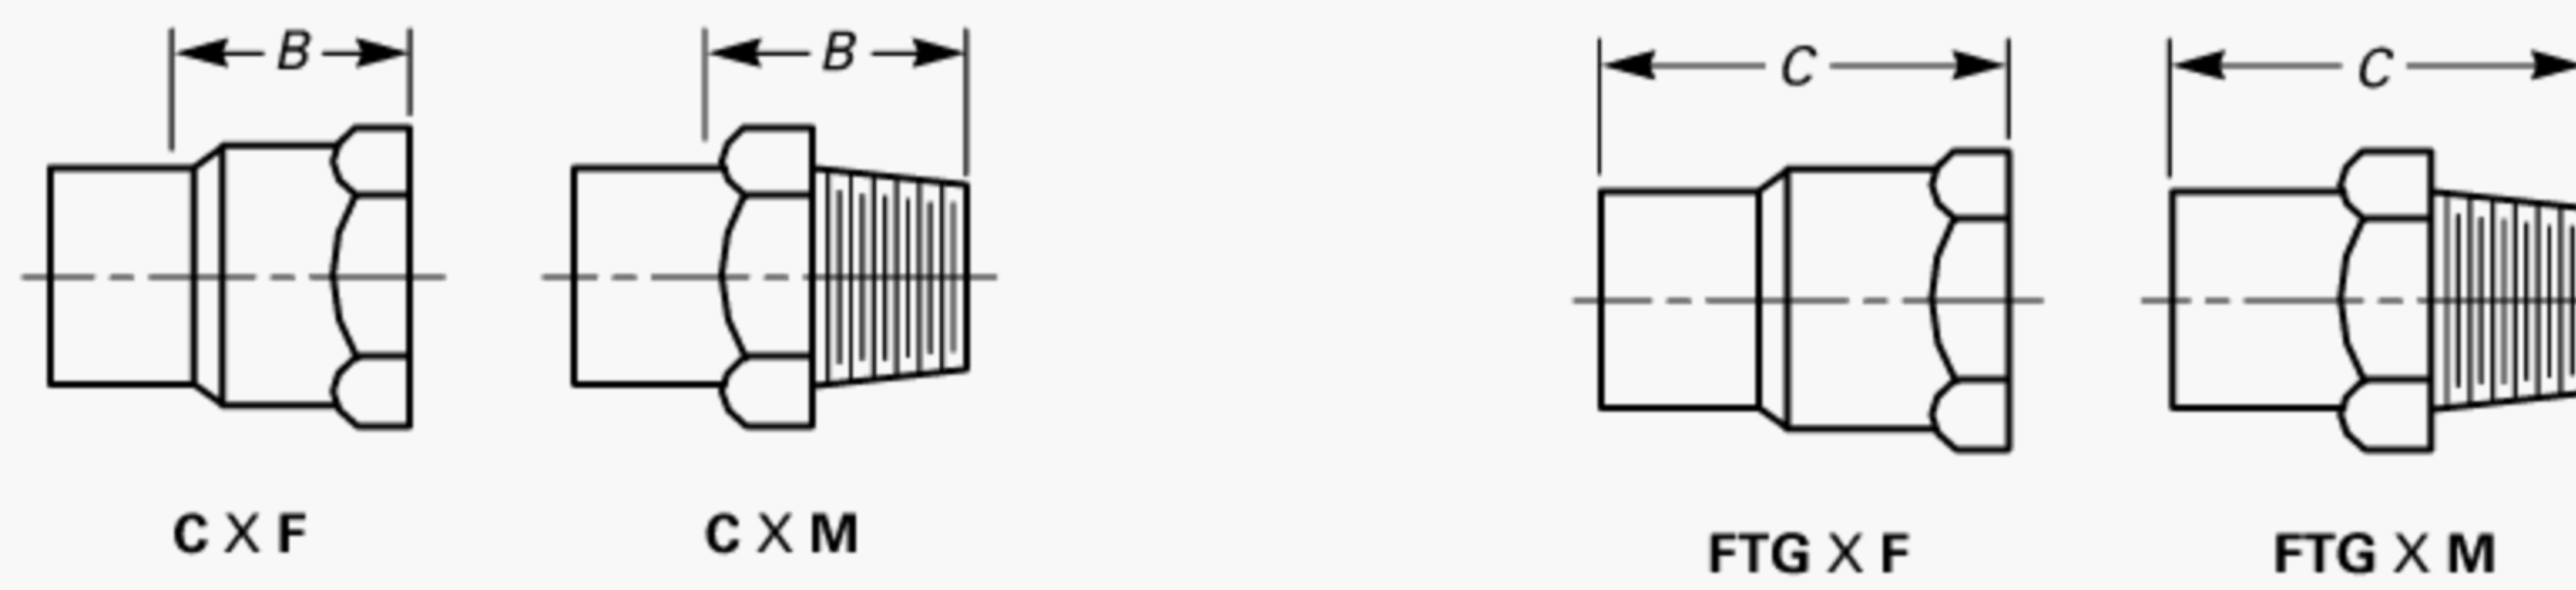 B
B
C
C
C X F
C X M
FTG X F
FTG X M